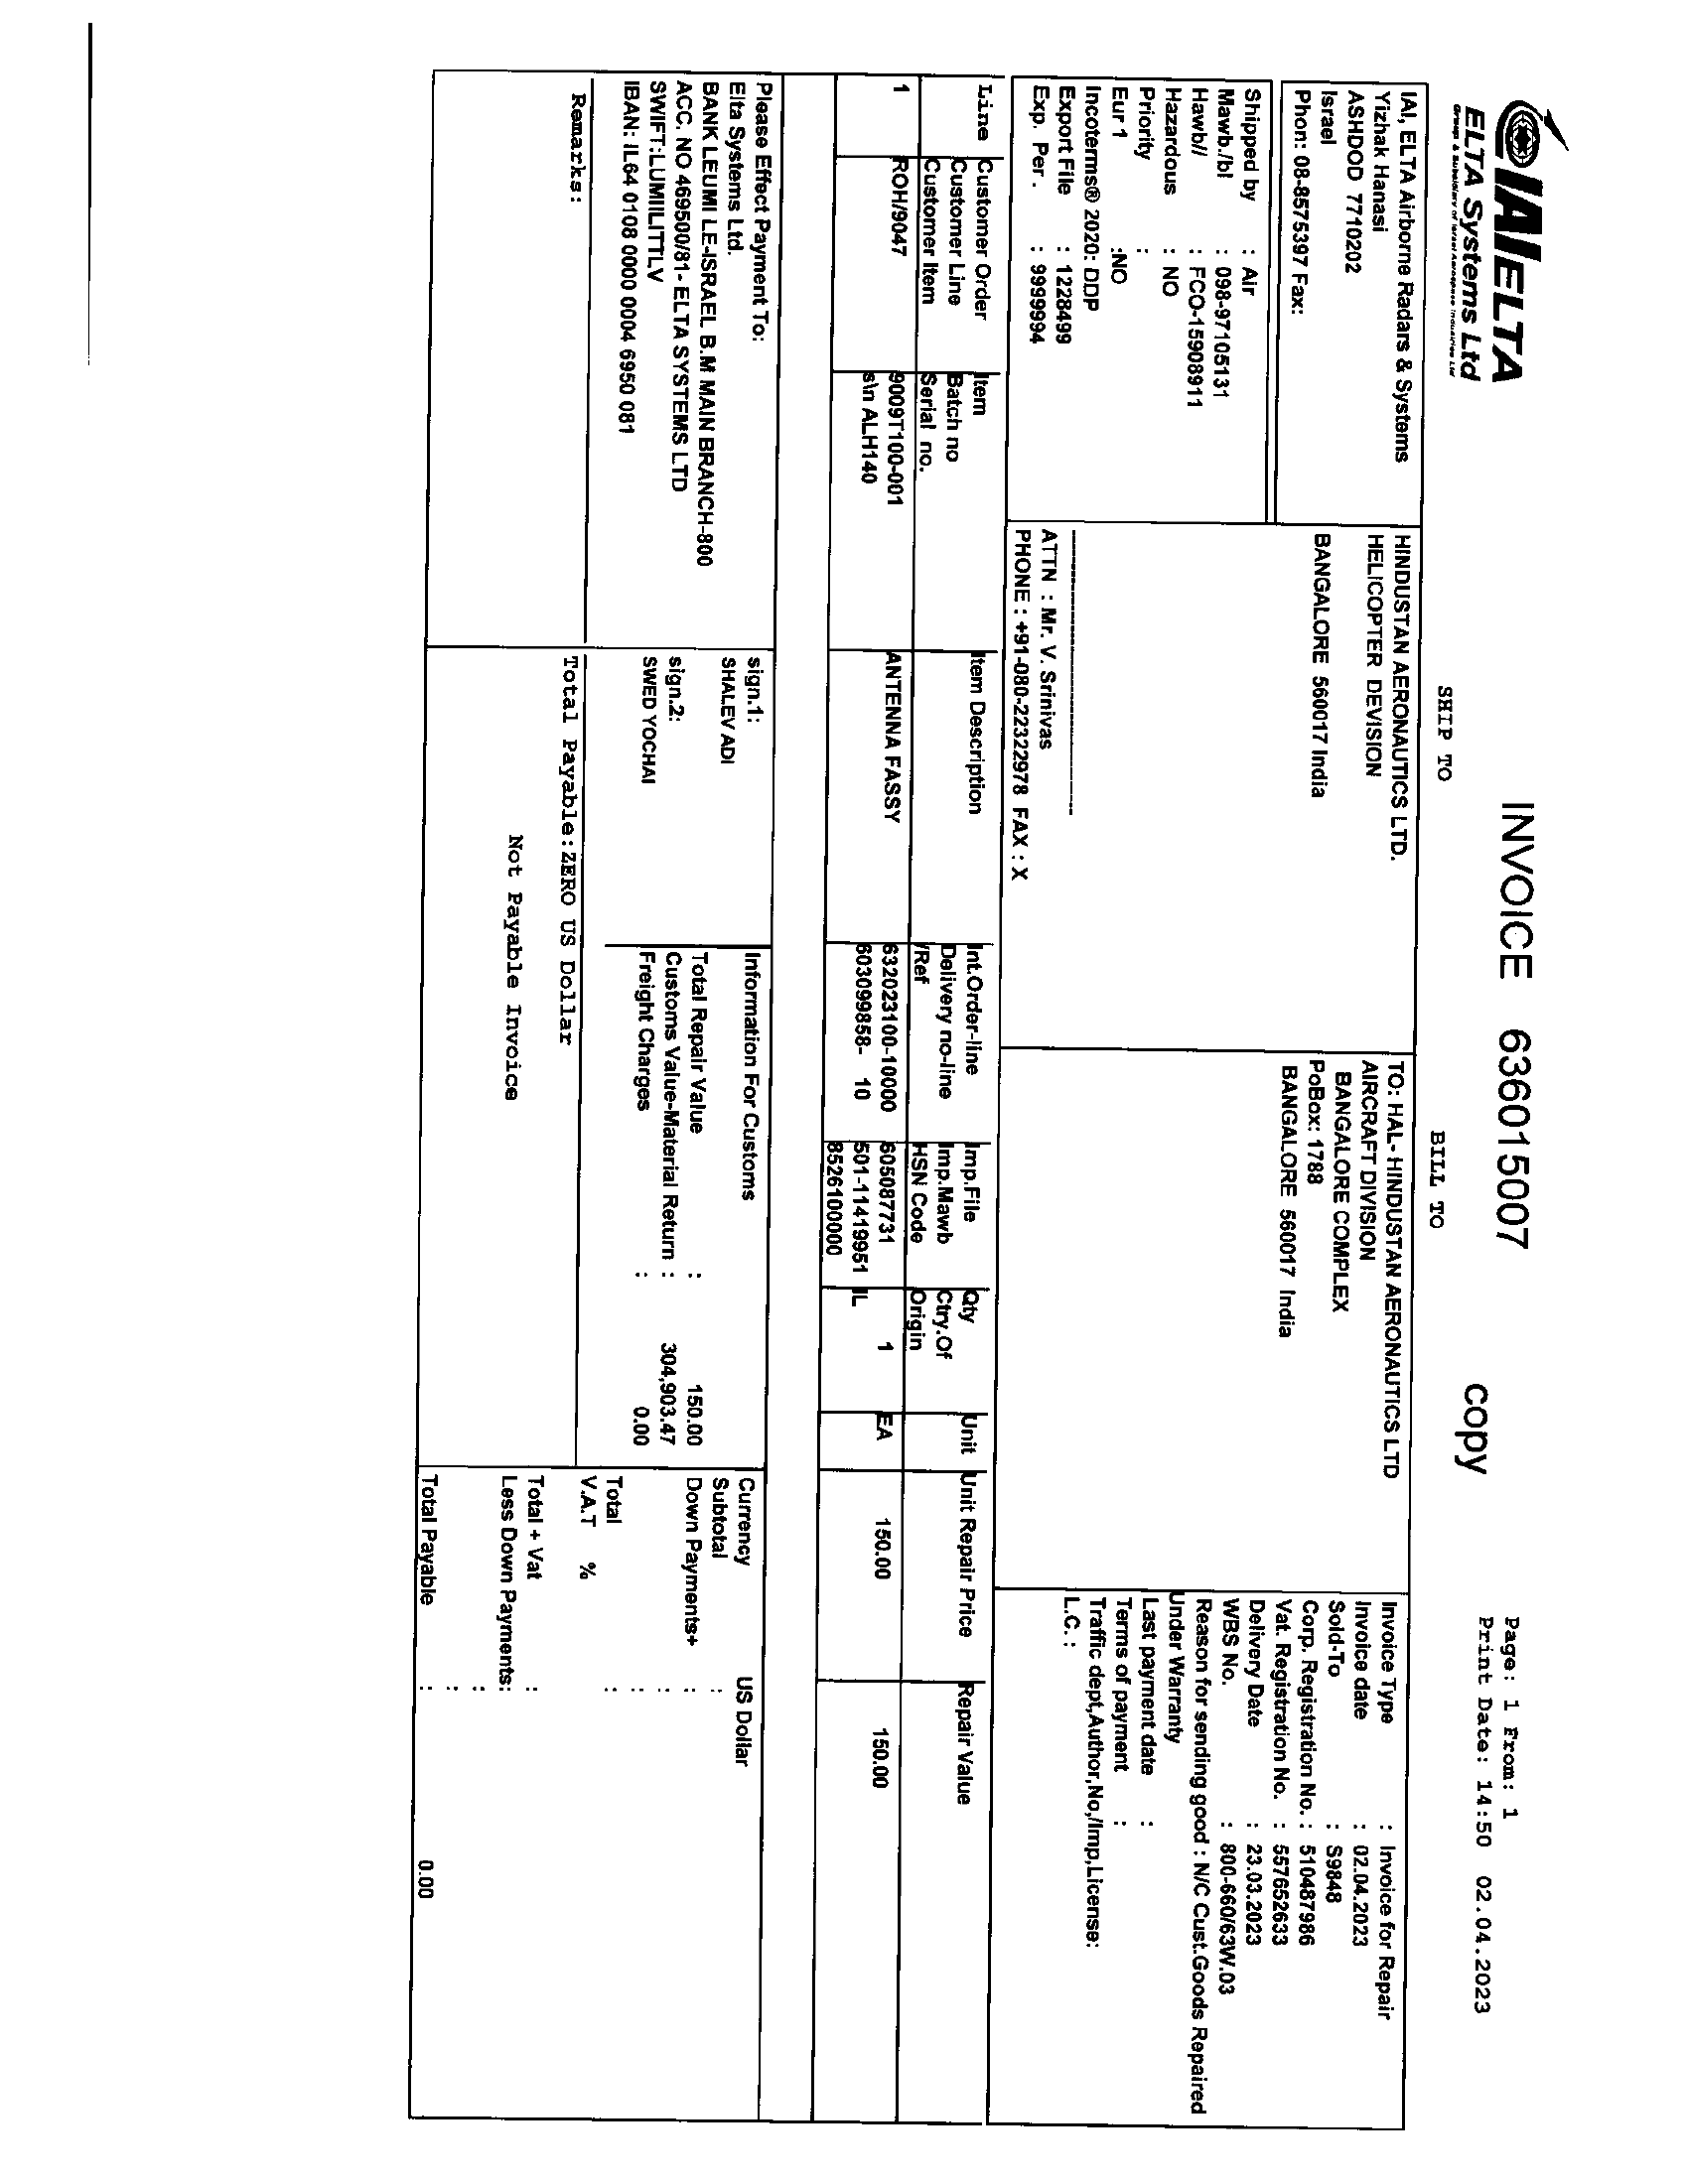 IAI ELTA
ELTA Systems Ltd
Group & Subsidiary of Israel Aerospace Industries Ltd
INVOICE 636015007
copy
Page: 1 From: 1
Print Date: 14:50 02.04.2023
SHIP TO
BILL TO
IAI, ELTA Airborne Radars & Systems
Yizhak Hanasi
ASHDOD 7710202
Israel
Phon: 08-8575397 Fax:
Shipped by : Air
Mawb./bl : 098-97105131
Hawb// : FCO-15908911
Hazardous : NO
Priority :
Eur 1 :NO
Incoterms® 2020: DDP
Export File : 1228499
Exp. Per. : 9999994
HINDUSTAN AERONAUTICS LTD.
HELICOPTER DEVISION
BANGALORE 560017 India
ATTN : Mr. V. Srinivas
PHONE : +91-080-22322978 FAX : X
TO: HAL- HINDUSTAN AERONAUTICS LTD
AIRCRAFT DIVISION
BANGALORE COMPLEX
PoBox: 1788
BANGALORE 560017 India
Invoice Type : Invoice for Repair
Invoice date : 02.04.2023
Sold-To : S9848
Corp. Registration No. : 510487986
Vat. Registration No. : 557652633
Delivery Date : 23.03.2023
WBS No. : 800-660/63W.03
Reason for sending good : N/C Cust.Goods Repaired
Under Warranty
Last payment date :
Terms of payment :
Traffic dept,Author,No,/Imp,License:
L.C. :
Line Customer Order Item Item Description Int.Order-line Imp.File Qty Unit Unit Repair Price Repair Value
Customer Line Batch no Delivery no-line Imp.Mawb Ctry.Of
Customer Item Serial no. /Ref HSN Code Origin
1 ROH/9047 9009T100-001 ANTENNA FASSY 632023100-10000 605087731 1 EA 150.00 150.00
s\n ALH140 603099858- 10 501-11419951 IL
852610000
Please Effect Payment To:
Elta Systems Ltd.
BANK LEUMI LE-ISRAEL B.M MAIN BRANCH-800
ACC. NO 469500/81- ELTA SYSTEMS LTD
SWIFT:LUMIILITTLV
IBAN: IL64 0108 0000 0004 6950 081
Remarks:
sign.1:
SHALEV ADI
sign.2:
SWED YOCHAI
Information For Customs
Total Repair Value : 150.00
Customs Value-Material Return : 304,903.47
Freight Charges : 0.00
Total Payable:ZERO US Dollar
Not Payable Invoice
Currency US Dollar
Subtotal :
Down Payments+ :
:
Total :
:
V.A.T % :
Total + Vat :
Less Down Payments:
:
:
Total Payable : 0.00